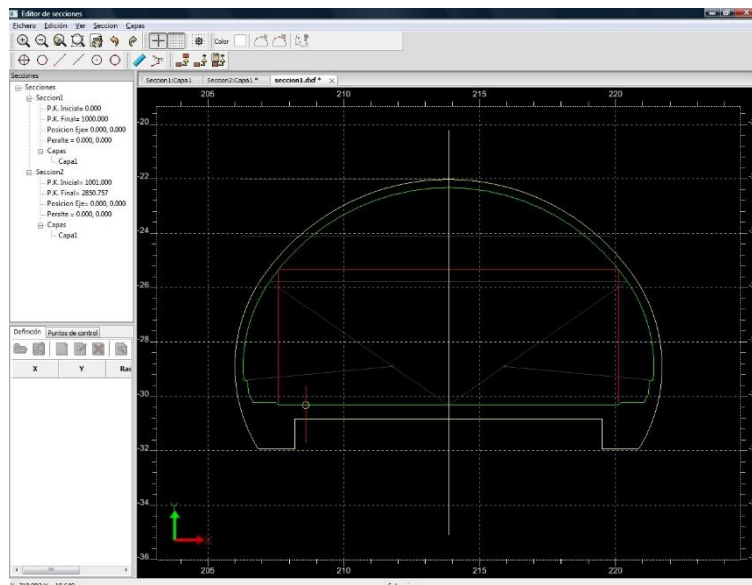 Editor de secciones
Fichero Edición Ver Seccion Capas
Color
Secciones
Seccion1:Capa1 Seccion2:Capa1 * seccion1.dxf *
Secciones
Seccion1
P.K. Inicial= 0.000
P.K. Final= 1000.000
Posicion Eje= 0.000, 0.000
Peralte = 0.000, 0.000
Capas
Capa1
Seccion2
P.K. Inicial= 1001.000
P.K. Final= 2850.757
Posicion Eje= 0.000, 0.000
Peralte = 0.000, 0.000
Capas
Capa1
205 210 215 220
-20
-22
-24
-26
-28
-30
-32
-34
-36
205 210 215 220
Definición Puntos de control
X Y Rad
Y
X